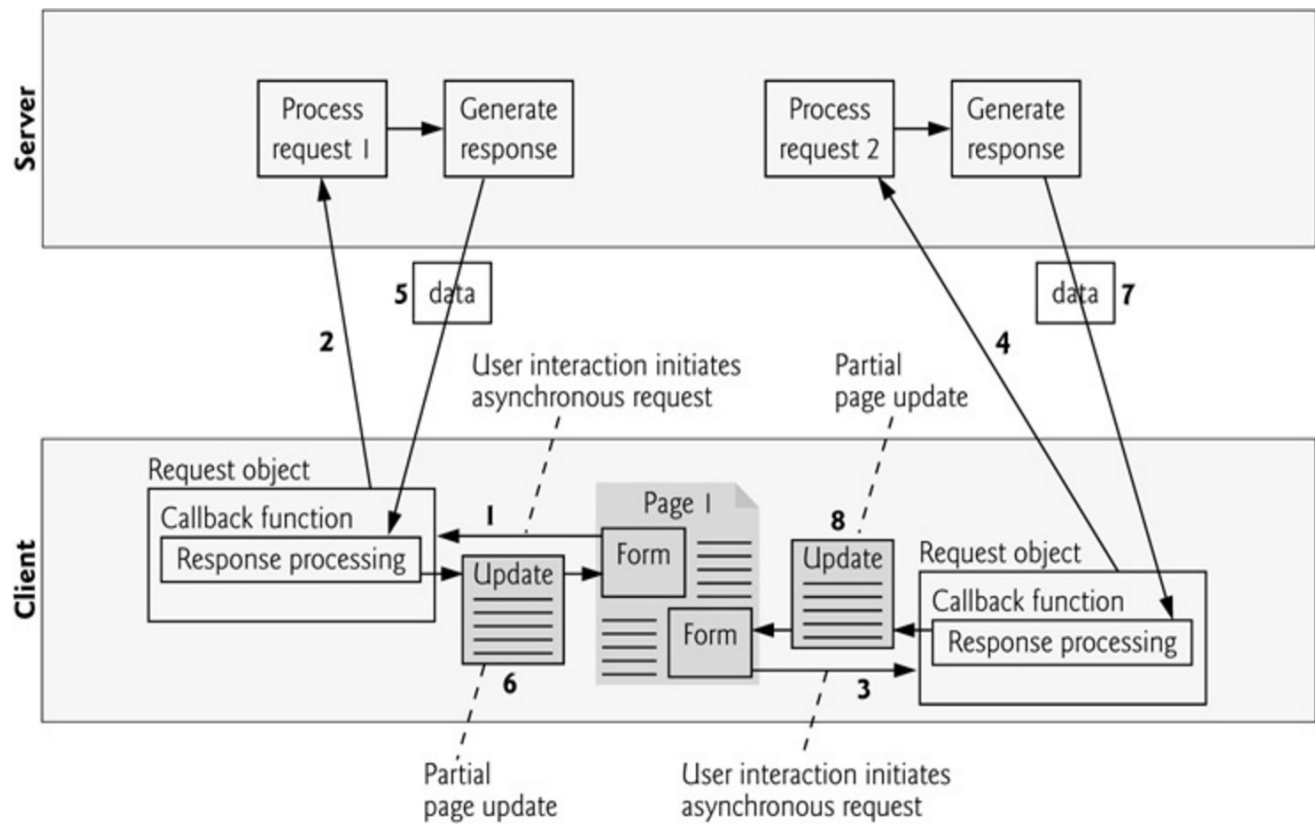 Server
Process
request 1
Generate
response
Process
request 2
Generate
response
5
data
data
7
2
4
User interaction initiates
asynchronous request
Partial
page update
Client
Request object
Callback function
Response processing
1
Update
6
Page 1
Form
Form
8
Update
3
Request object
Callback function
Response processing
Partial
page update
User interaction initiates
asynchronous request